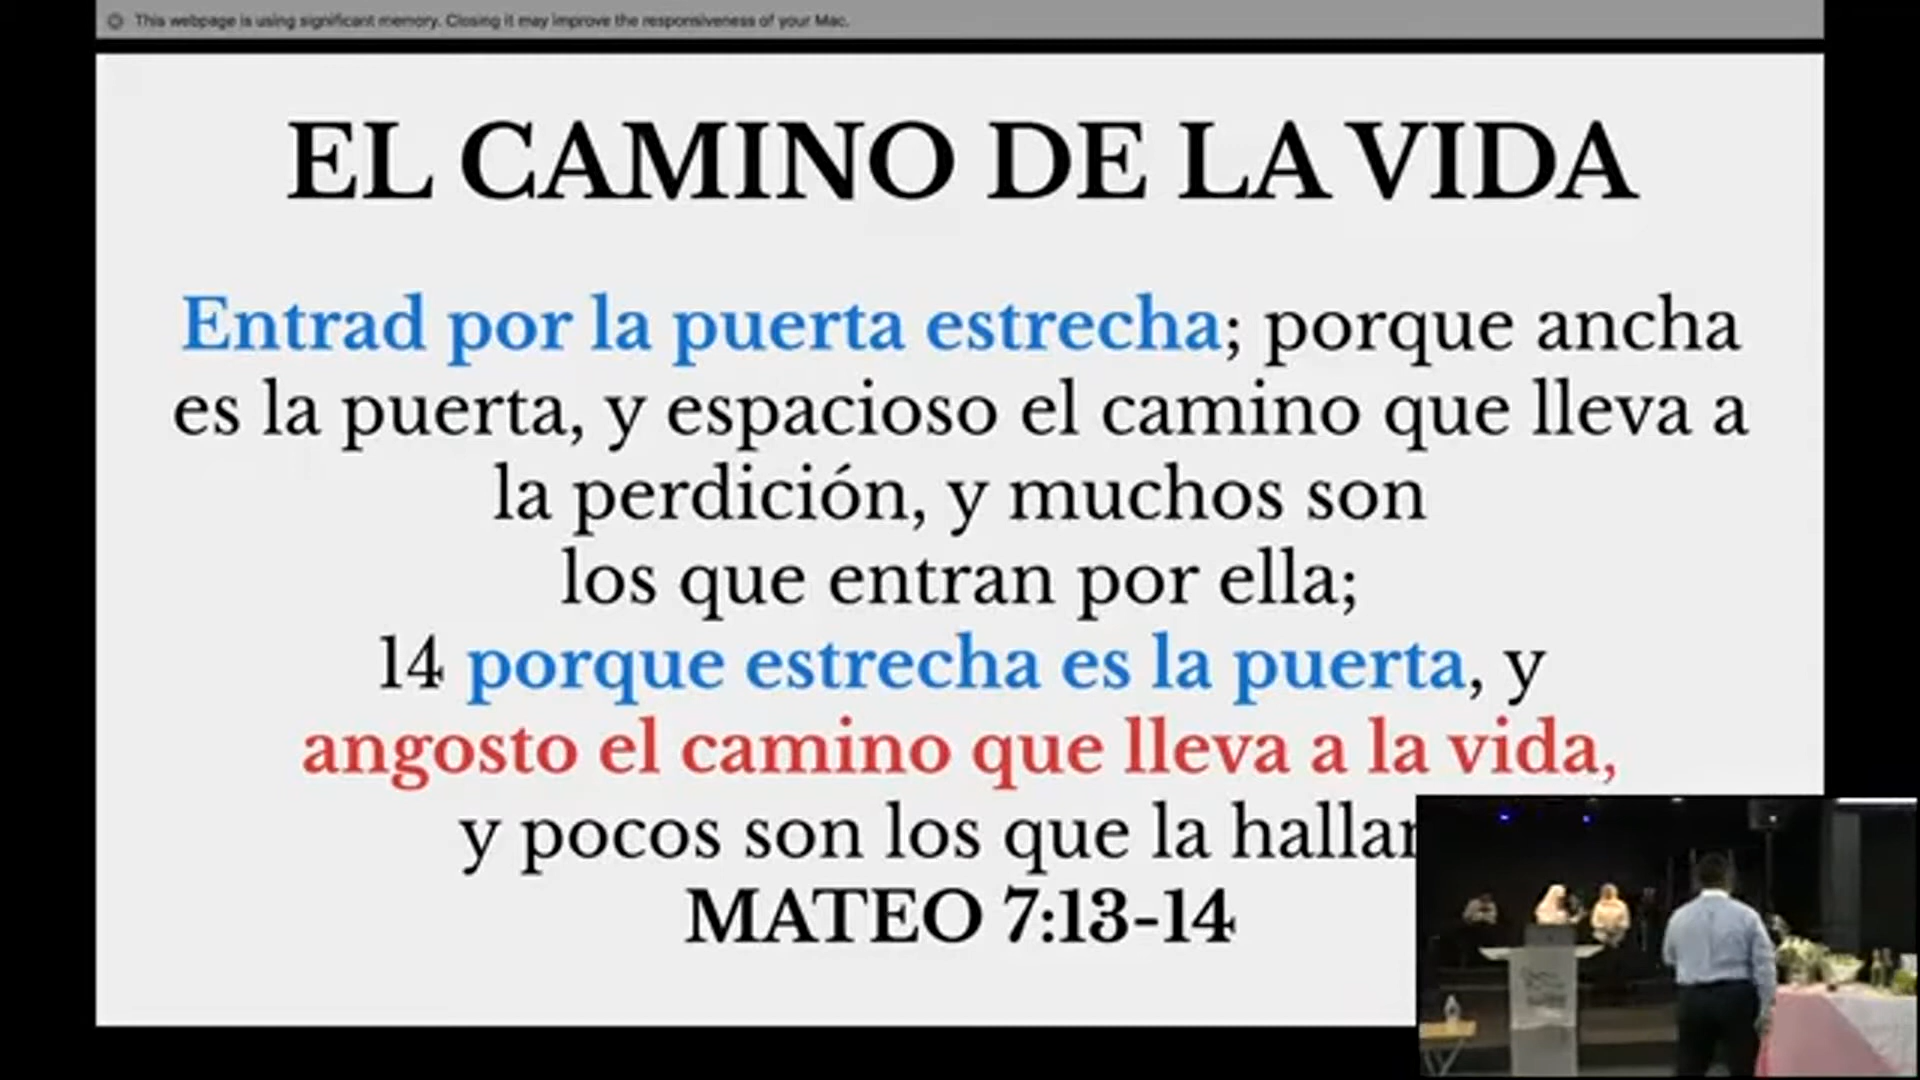 This webpage is using significant memory. Closing it may improve the responsiveness of your Mac.
EL CAMINO DE LA VIDA
Entrad por la puerta estrecha; porque ancha
es la puerta, y espacioso el camino que lleva a
la perdición, y muchos son
los que entran por ella;
14 porque estrecha es la puerta, y
angosto el camino que lleva a la vida,
y pocos son los que la hallan
MATEO 7:13-14